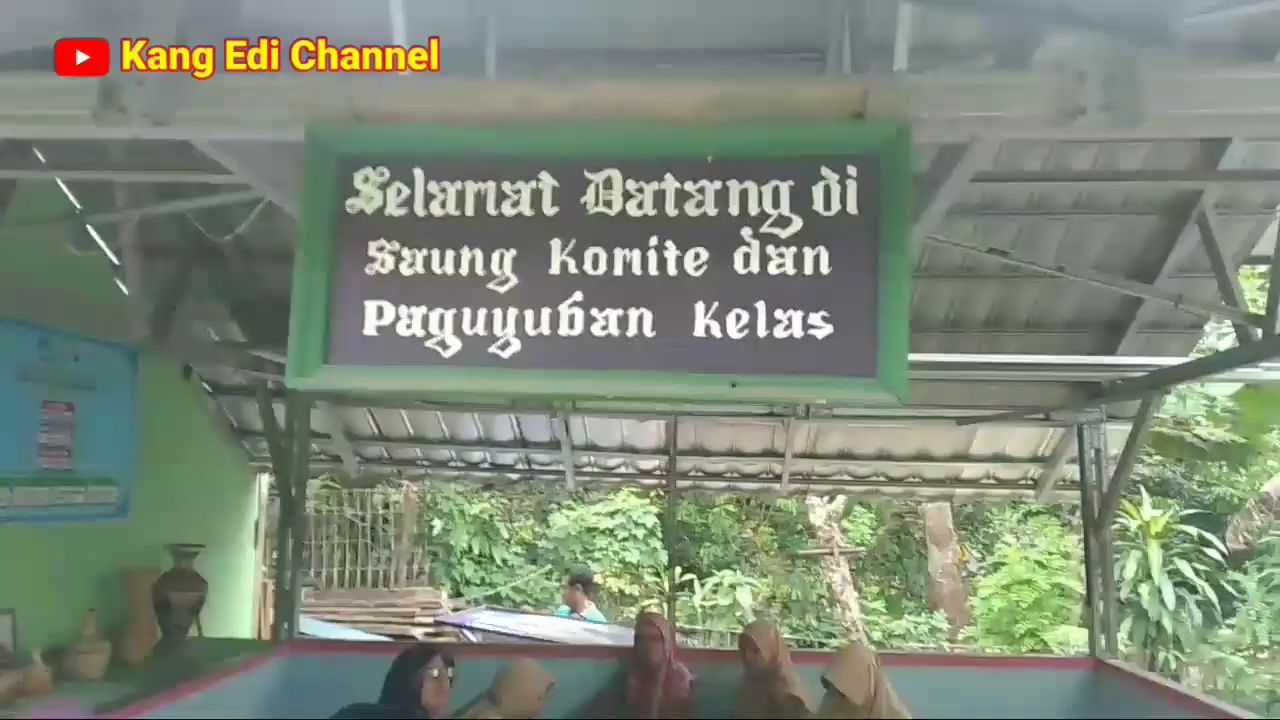 Kang Edi Channel
Selamat Datang di
Saung Komite dan
Paguyuban Kelas